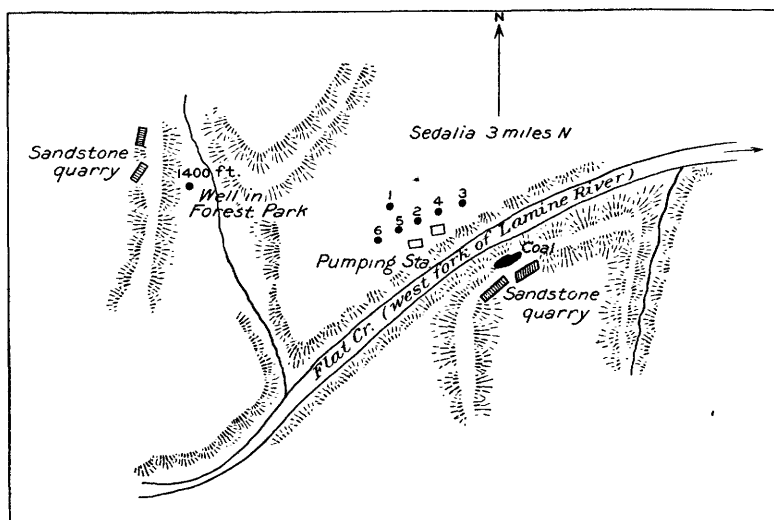 N
Sedalia 3 miles N
Sandstone
quarry
1400 ft.
Well in
Forest Park
1
2
4
3
5
6
Pumping Sta.
Flat Cr. (west fork of Lamine River)
Coal
Sandstone
quarry